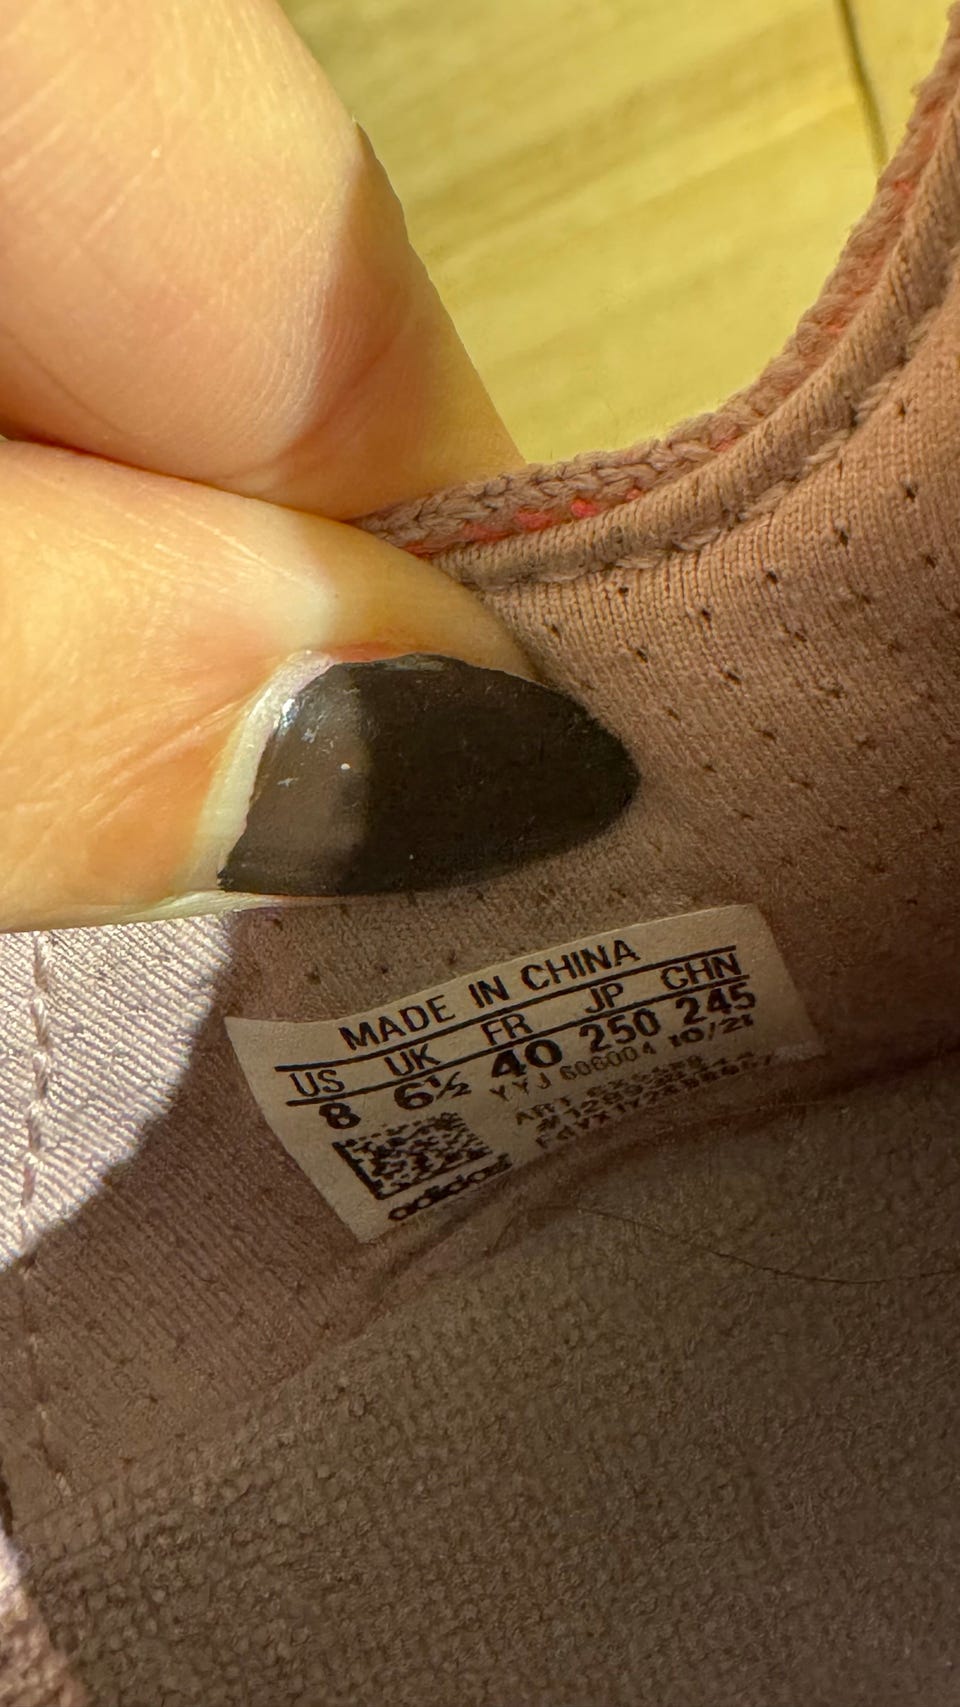 MADE IN CHINA
US UK FR JP CHN
8 6½ 40 250 245
YYJ 606004 10/21
ART
adidas